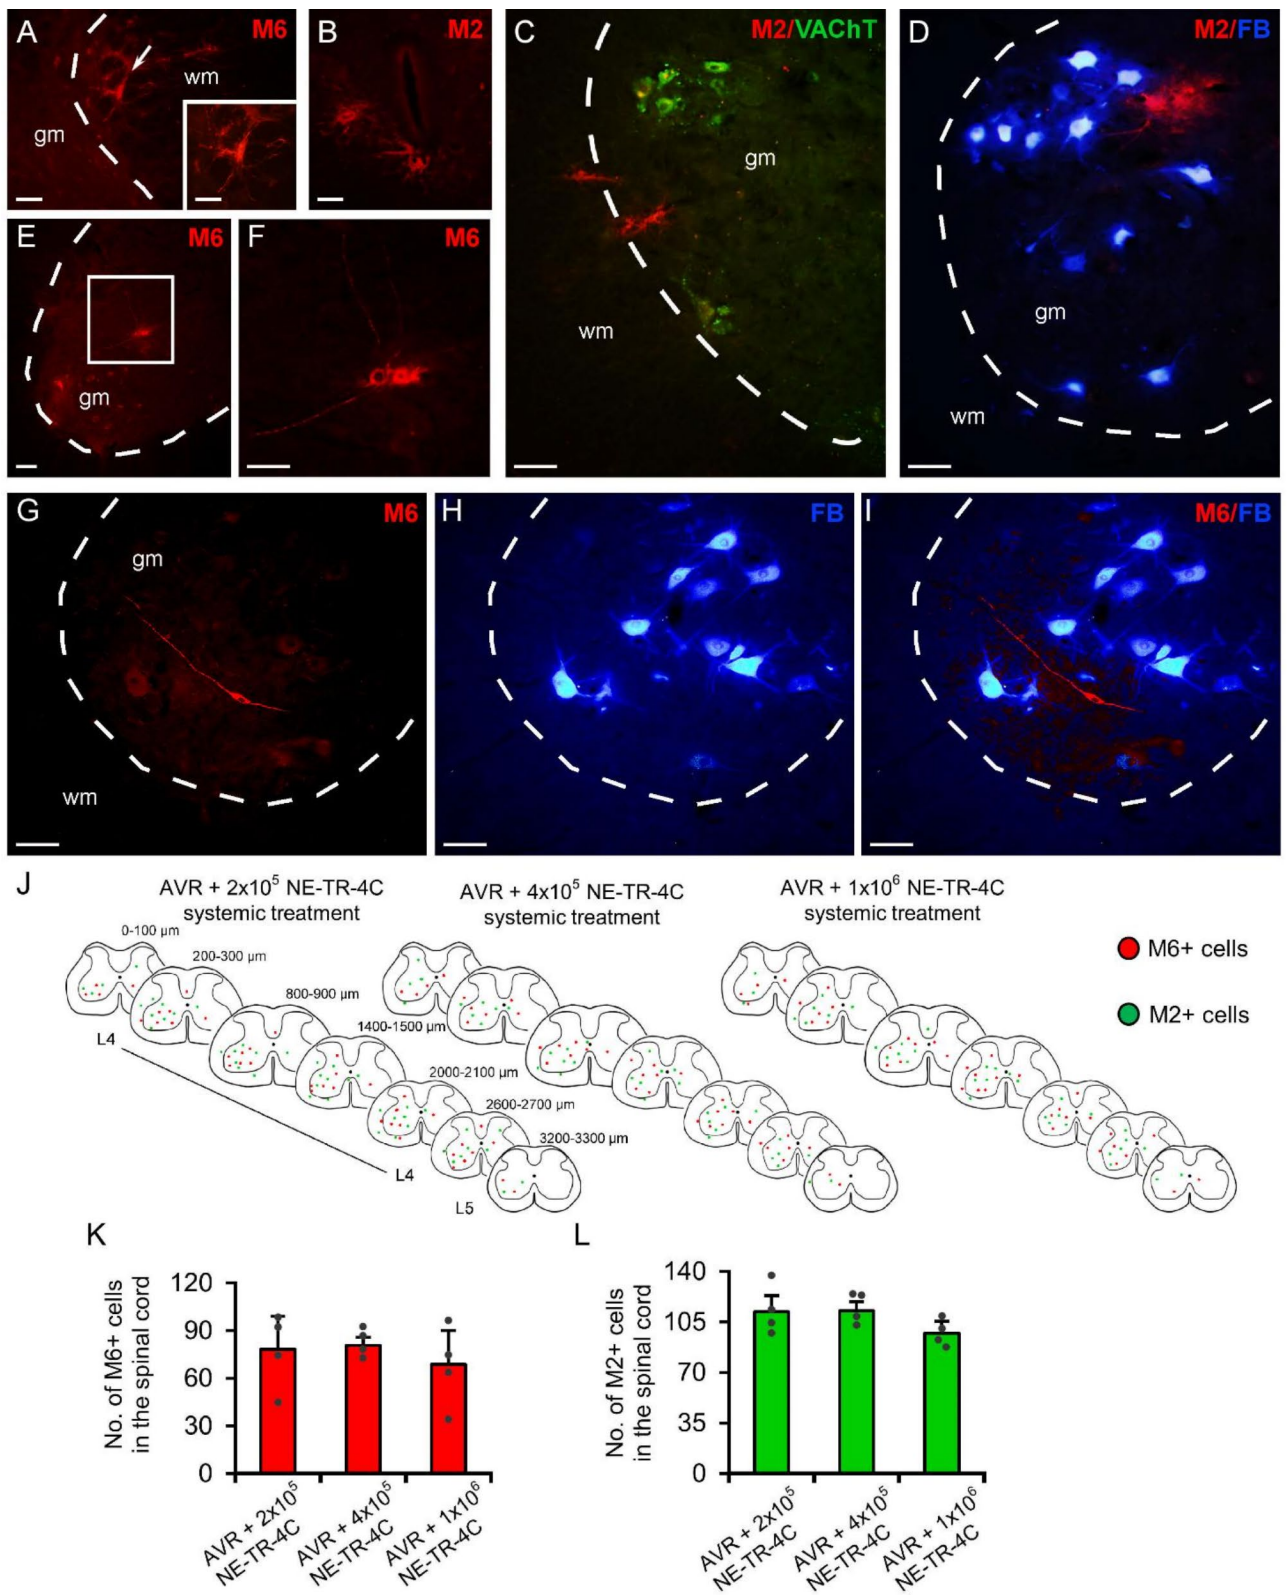 A
M6
wm
gm
B
M2
C
M2/VAChT
gm
wm
D
M2/FB
gm
wm
E
M6
gm
F
M6
G
M6
gm
wm
H
FB
I
M6/FB
J
AVR + 2x10⁵ NE-TR-4C
systemic treatment
AVR + 4x10⁵ NE-TR-4C
systemic treatment
AVR + 1x10⁶ NE-TR-4C
systemic treatment
0-100 µm
200-300 µm
800-900 µm
1400-1500 µm
2000-2100 µm
2600-2700 µm
3200-3300 µm
L4
L4
L5
M6+ cells
M2+ cells
K
No. of M6+ cells
in the spinal cord
120
90
60
30
0
AVR + 2x10⁵
NE-TR-4C
AVR + 4x10⁵
NE-TR-4C
AVR + 1x10⁶
NE-TR-4C
L
No. of M2+ cells
in the spinal cord
140
105
70
35
0
AVR + 2x10⁵
NE-TR-4C
AVR + 4x10⁵
NE-TR-4C
AVR + 1x10⁶
NE-TR-4C